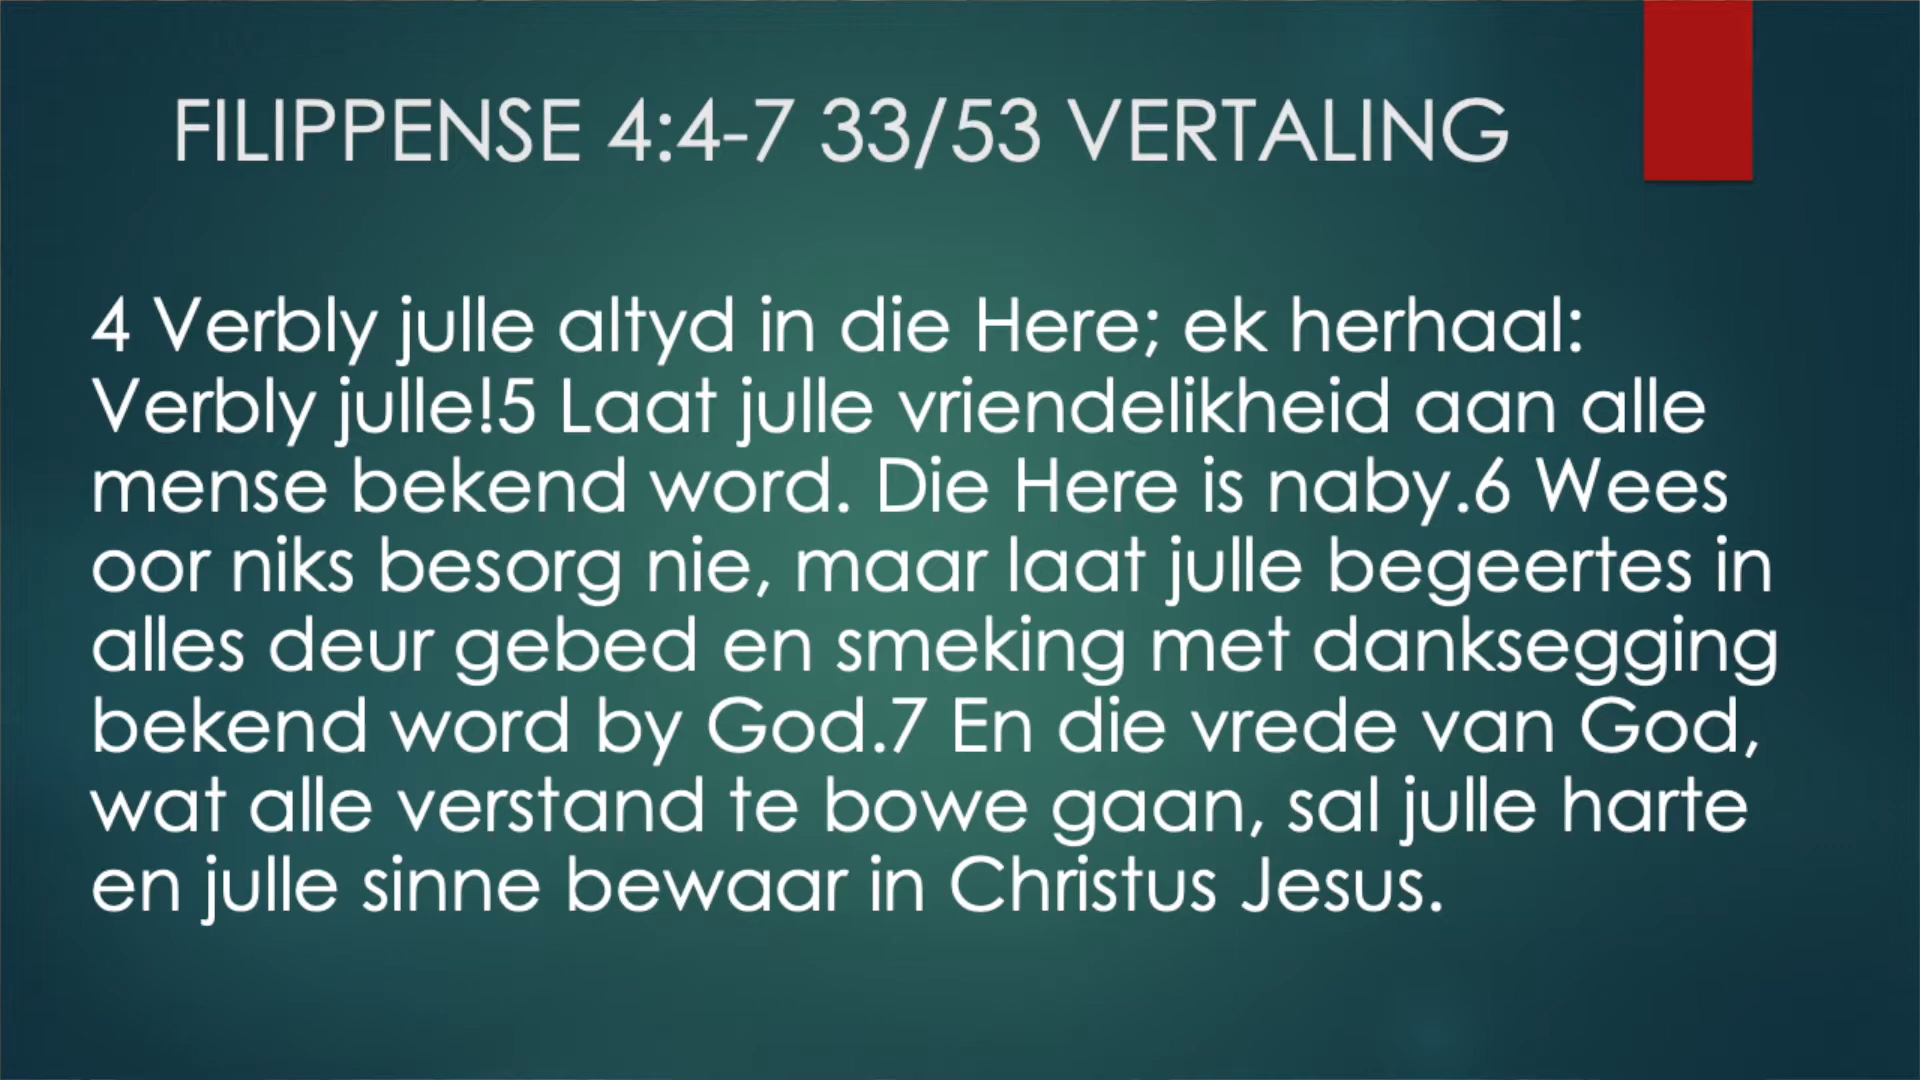 FILIPPENSE 4:4-7 33/53 VERTALING
4 Verbly julle altyd in die Here; ek herhaal:
Verbly julle!5 Laat julle vriendelikheid aan alle
mense bekend word. Die Here is naby.6 Wees
oor niks besorg nie, maar laat julle begeertes in
alles deur gebed en smeking met danksegging
bekend word by God.7 En die vrede van God,
wat alle verstand te bowe gaan, sal julle harte
en julle sinne bewaar in Christus Jesus.